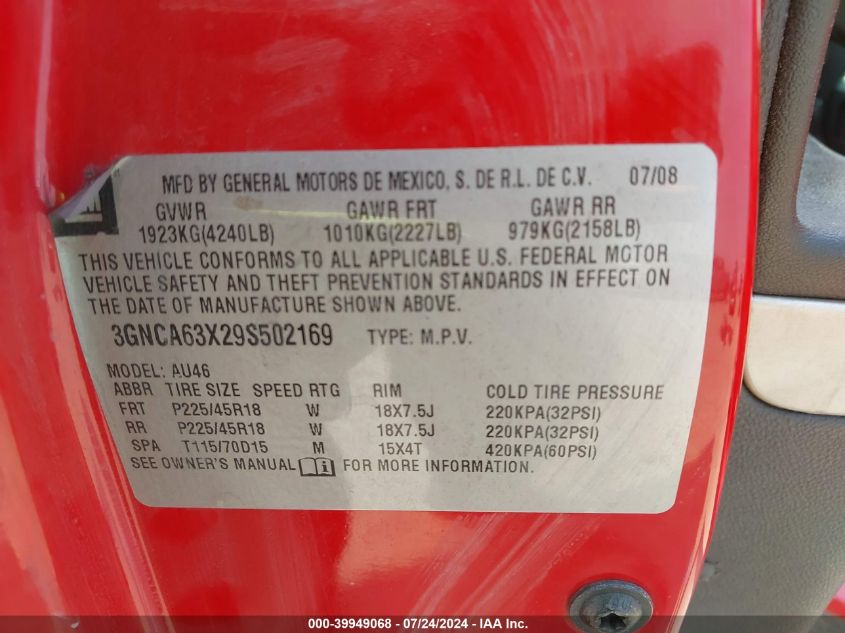 MFD BY GENERAL MOTORS DE MEXICO, S. DE R.L. DE C.V. 07/08
GVWR GAWR FRT GAWR RR
1923KG(4240LB) 1010KG(2227LB) 979KG(2158LB)
THIS VEHICLE CONFORMS TO ALL APPLICABLE U.S. FEDERAL MOTOR
VEHICLE SAFETY AND THEFT PREVENTION STANDARDS IN EFFECT ON
THE DATE OF MANUFACTURE SHOWN ABOVE.
3GNCA63X29S502169 TYPE: M.P.V.
MODEL: AU46
ABBR TIRE SIZE SPEED RTG RIM COLD TIRE PRESSURE
FRT P225/45R18 W 18X7.5J 220KPA(32PSI)
RR P225/45R18 W 18X7.5J 220KPA(32PSI)
SPA T115/70D15 M 15X4T 420KPA(60PSI)
SEE OWNER'S MANUAL FOR MORE INFORMATION.
000-39949068 - 07/24/2024 - IAA Inc.